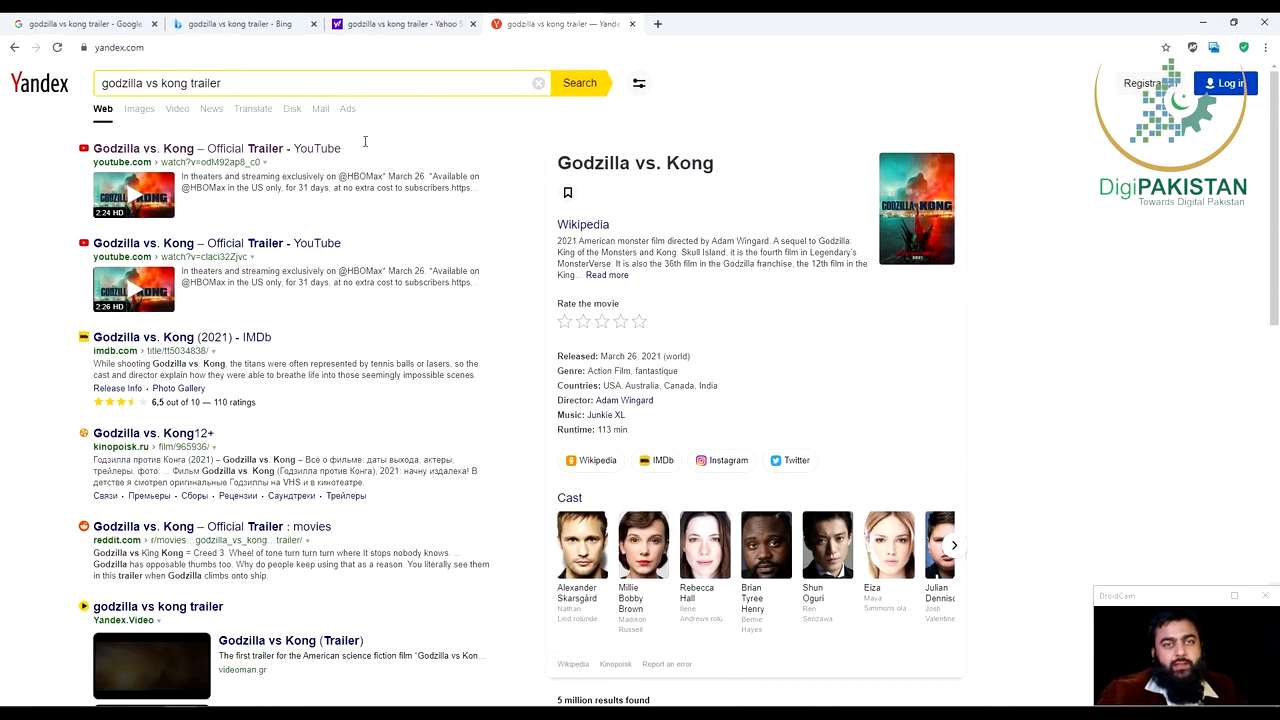 godzilla vs kong trailer - Google
godzilla vs kong trailer - Bing
godzilla vs kong trailer - Yahoo S
godzilla vs kong trailer — Yande
yandex.com
Yandex
godzilla vs kong trailer
Search
Log in
Web Images Video News Translate Disk Mail Ads
DigiPAKISTAN
Towards Digital Pakistan
Godzilla vs. Kong – Official Trailer - YouTube
youtube.com › watch?v=odM92ap8_c0
In theaters and streaming exclusively on @HBOMax* March 26. *Available on
@HBOMax in the US only, for 31 days, at no extra cost to subscribers.https...
2:24 HD
Godzilla vs. Kong – Official Trailer - YouTube
youtube.com › watch?v=claci32Zjvc
In theaters and streaming exclusively on @HBOMax* March 26. *Available on
@HBOMax in the US only, for 31 days, at no extra cost to subscribers.https...
2:26 HD
Godzilla vs. Kong (2021) - IMDb
imdb.com › title/tt5034838/
While shooting Godzilla vs. Kong, the titans were often represented by tennis balls or lasers, so the
cast and director explain how they were able to breathe life into those seemingly impossible scenes.
Release Info · Photo Gallery
6,5 out of 10 — 110 ratings
Godzilla vs. Kong12+
kinopoisk.ru › film/965936/
Годзилла против Конга (2021) – Godzilla vs. Kong – Всё о фильме: даты выхода, актеры,
трейлеры, фото. ... Фильм Godzilla vs. Kong (Годзилла против Конга), 2021: начну издалека! В
детстве я смотрел оригинальные Годзиллы на VHS и в кинотеатре.
Связи · Премьеры · Сборы · Рецензии · Саундтреки · Трейлеры
Godzilla vs. Kong – Official Trailer : movies
reddit.com › r/movies...godzilla_vs_kong...trailer/
Godzilla vs King Kong = Creed 3. Wheel of tone turn turn turn where it stops nobody knows. ...
Godzilla has opposable thumbs too. Why do people keep using that as a reason. You literally see them
in this trailer when Godzilla climbs onto ship.
godzilla vs kong trailer
Yandex.Video
Godzilla vs Kong (Trailer)
The first trailer for the American science fiction film "Godzilla vs Kon...
videoman.gr
Godzilla vs. Kong
Wikipedia
2021 American monster film directed by Adam Wingard. A sequel to Godzilla:
King of the Monsters and Kong: Skull Island, it is the fourth film in Legendary's
MonsterVerse. It is also the 36th film in the Godzilla franchise, the 12th film in the
King... Read more
Rate the movie
Released: March 26, 2021 (world)
Genre: Action Film, fantastique
Countries: USA, Australia, Canada, India
Director: Adam Wingard
Music: Junkie XL
Runtime: 113 min.
Wikipedia IMDb Instagram Twitter
Cast
Alexander Skarsgård
Nathan Lind
Millie Bobby Brown
Madison Russell
Rebecca Hall
Ilene Andrews
Brian Tyree Henry
Bernie Hayes
Shun Oguri
Ren Serizawa
Eiza
Maya Simmons
Julian
Josh Valentine
Wikipedia Kinopoisk Report an error
5 million results found
DroidCam